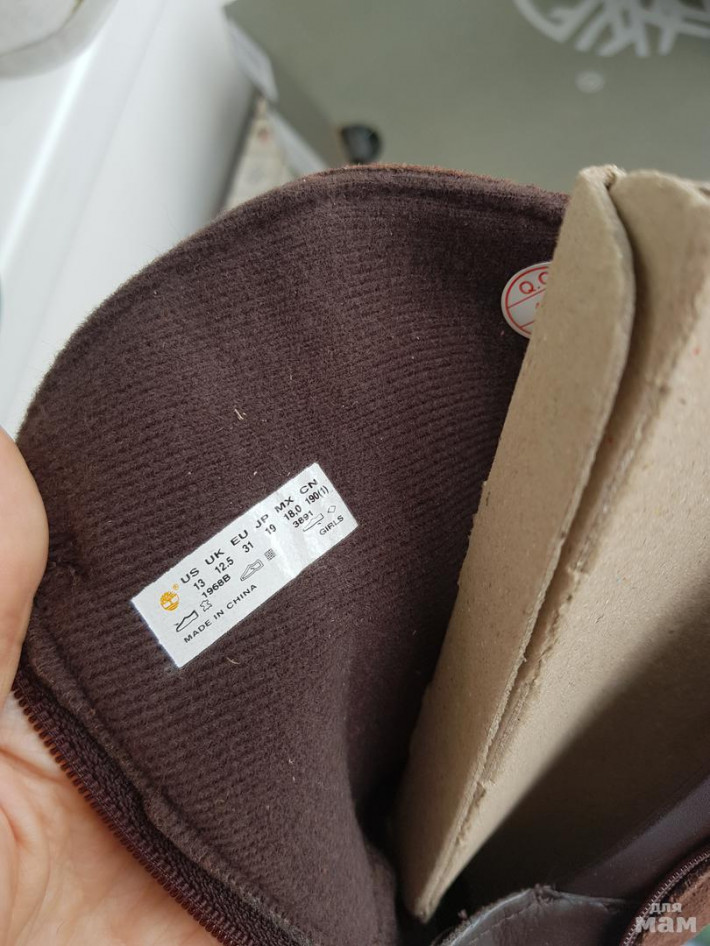 US UK EU JP MX CN
13 12.5 31 19 18.0 190(1)
1968B 3891
GIRLS
MADE IN CHINA
Q.C
для
мам